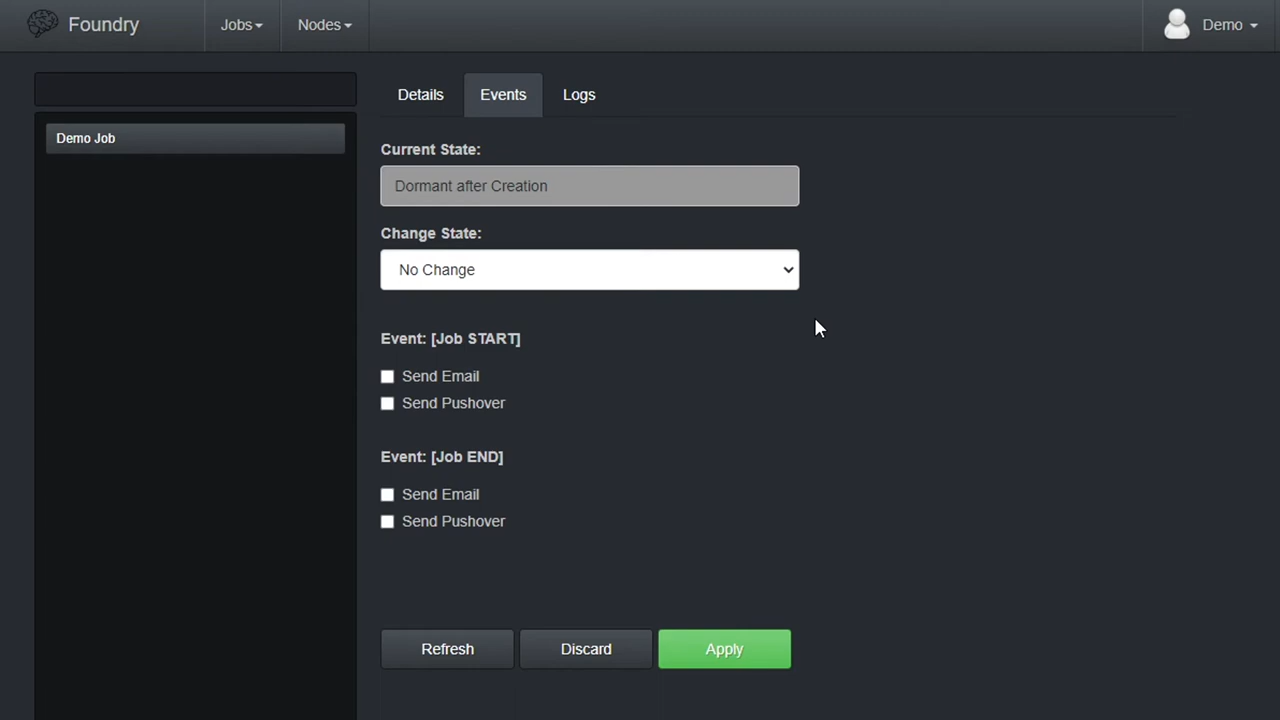 Foundry
Jobs
Nodes
Demo
Demo Job
Details
Events
Logs
Current State:
Dormant after Creation
Change State:
No Change
Event: [Job START]
Send Email
Send Pushover
Event: [Job END]
Send Email
Send Pushover
Refresh
Discard
Apply